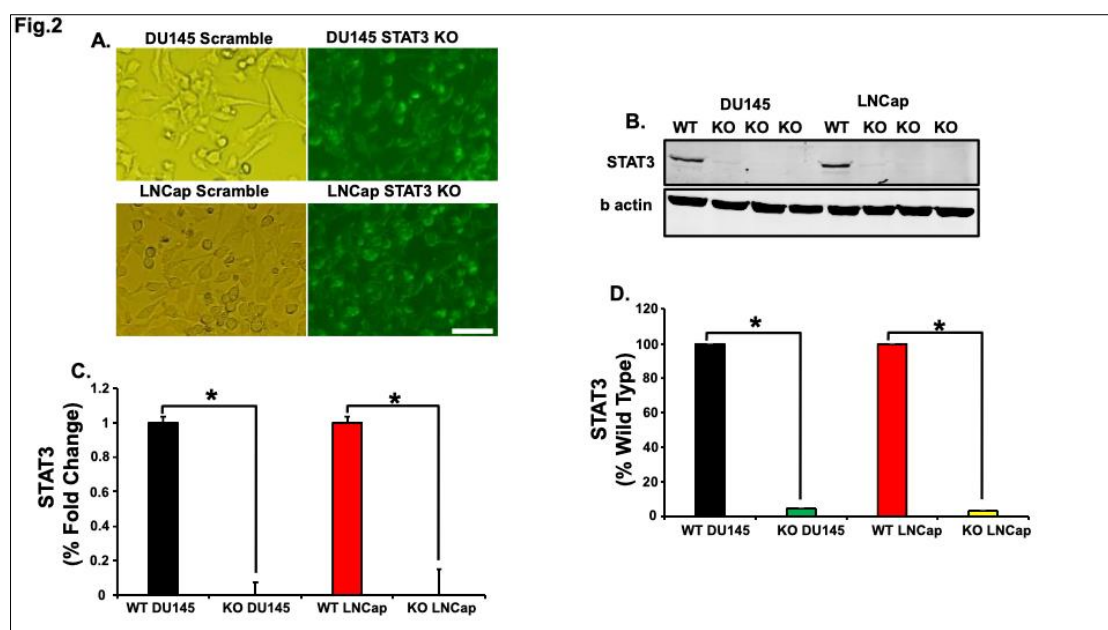 Fig.2
A.
DU145 Scramble
DU145 STAT3 KO
LNCap Scramble
LNCap STAT3 KO
B.
DU145
LNCap
WT KO KO KO WT KO KO KO
STAT3
b actin
C.
STAT3
(% Fold Change)
1.2
1
0.8
0.6
0.4
0.2
0
*
*
WT DU145
KO DU145
WT LNCap
KO LNCap
D.
STAT3
(% Wild Type)
100
80
60
40
20
0
*
*
WT DU145
KO DU145
WT LNCap
KO LNCap